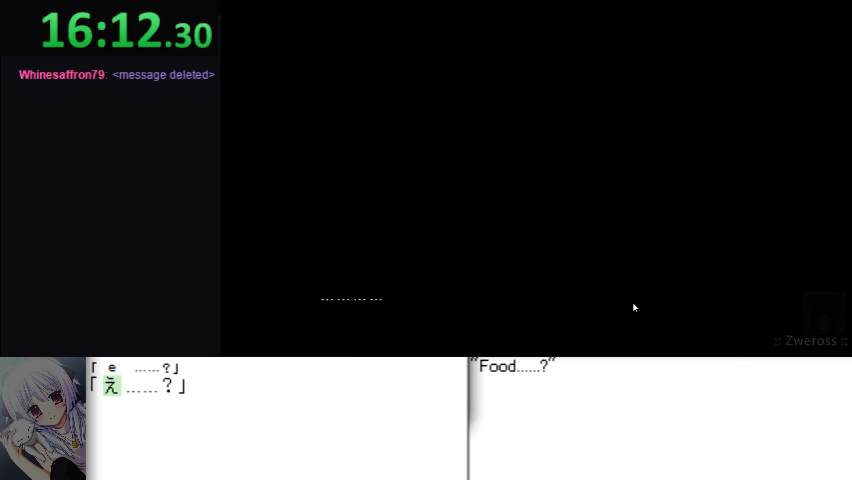 16:12.30
Whinesaffron79: <message deleted>
…………
:: Zweross ::
「 e ……?」
「え……？」
"Food……?"